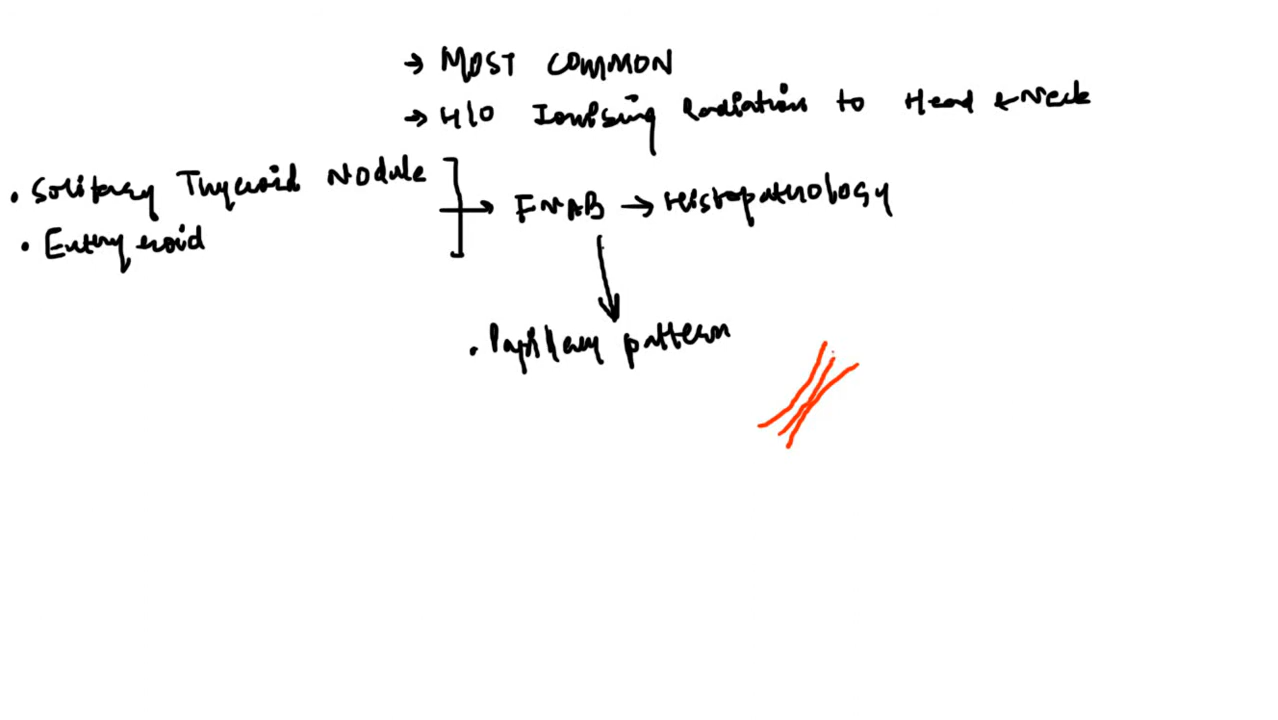 → MOST COMMON
→ H/O Ionising Radiation to Head & Neck
• Solitary Thyroid Nodule
• Euthyroid
→ FNAB → Histopathology
• Papillary pattern